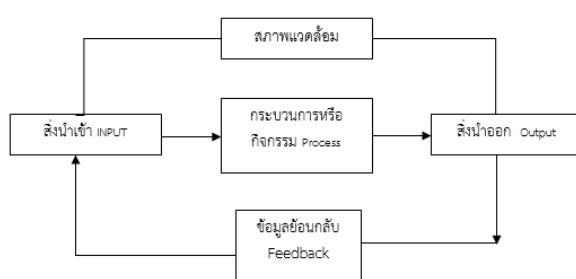 สภาพแวดล้อม
สิ่งนำเข้า INPUT
กระบวนการหรือ
กิจกรรม Process
สิ่งนำออก Output
ข้อมูลย้อนกลับ
Feedback